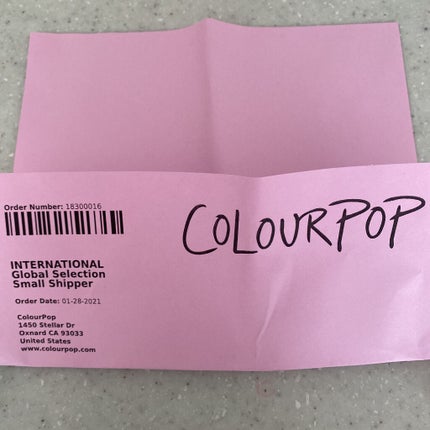 Order Number: 18300016
COLOURPOP
INTERNATIONAL
Global Selection
Small Shipper
Order Date: 01-28-2021
ColourPop
1450 Stellar Dr
Oxnard CA 93033
United States
www.colourpop.com